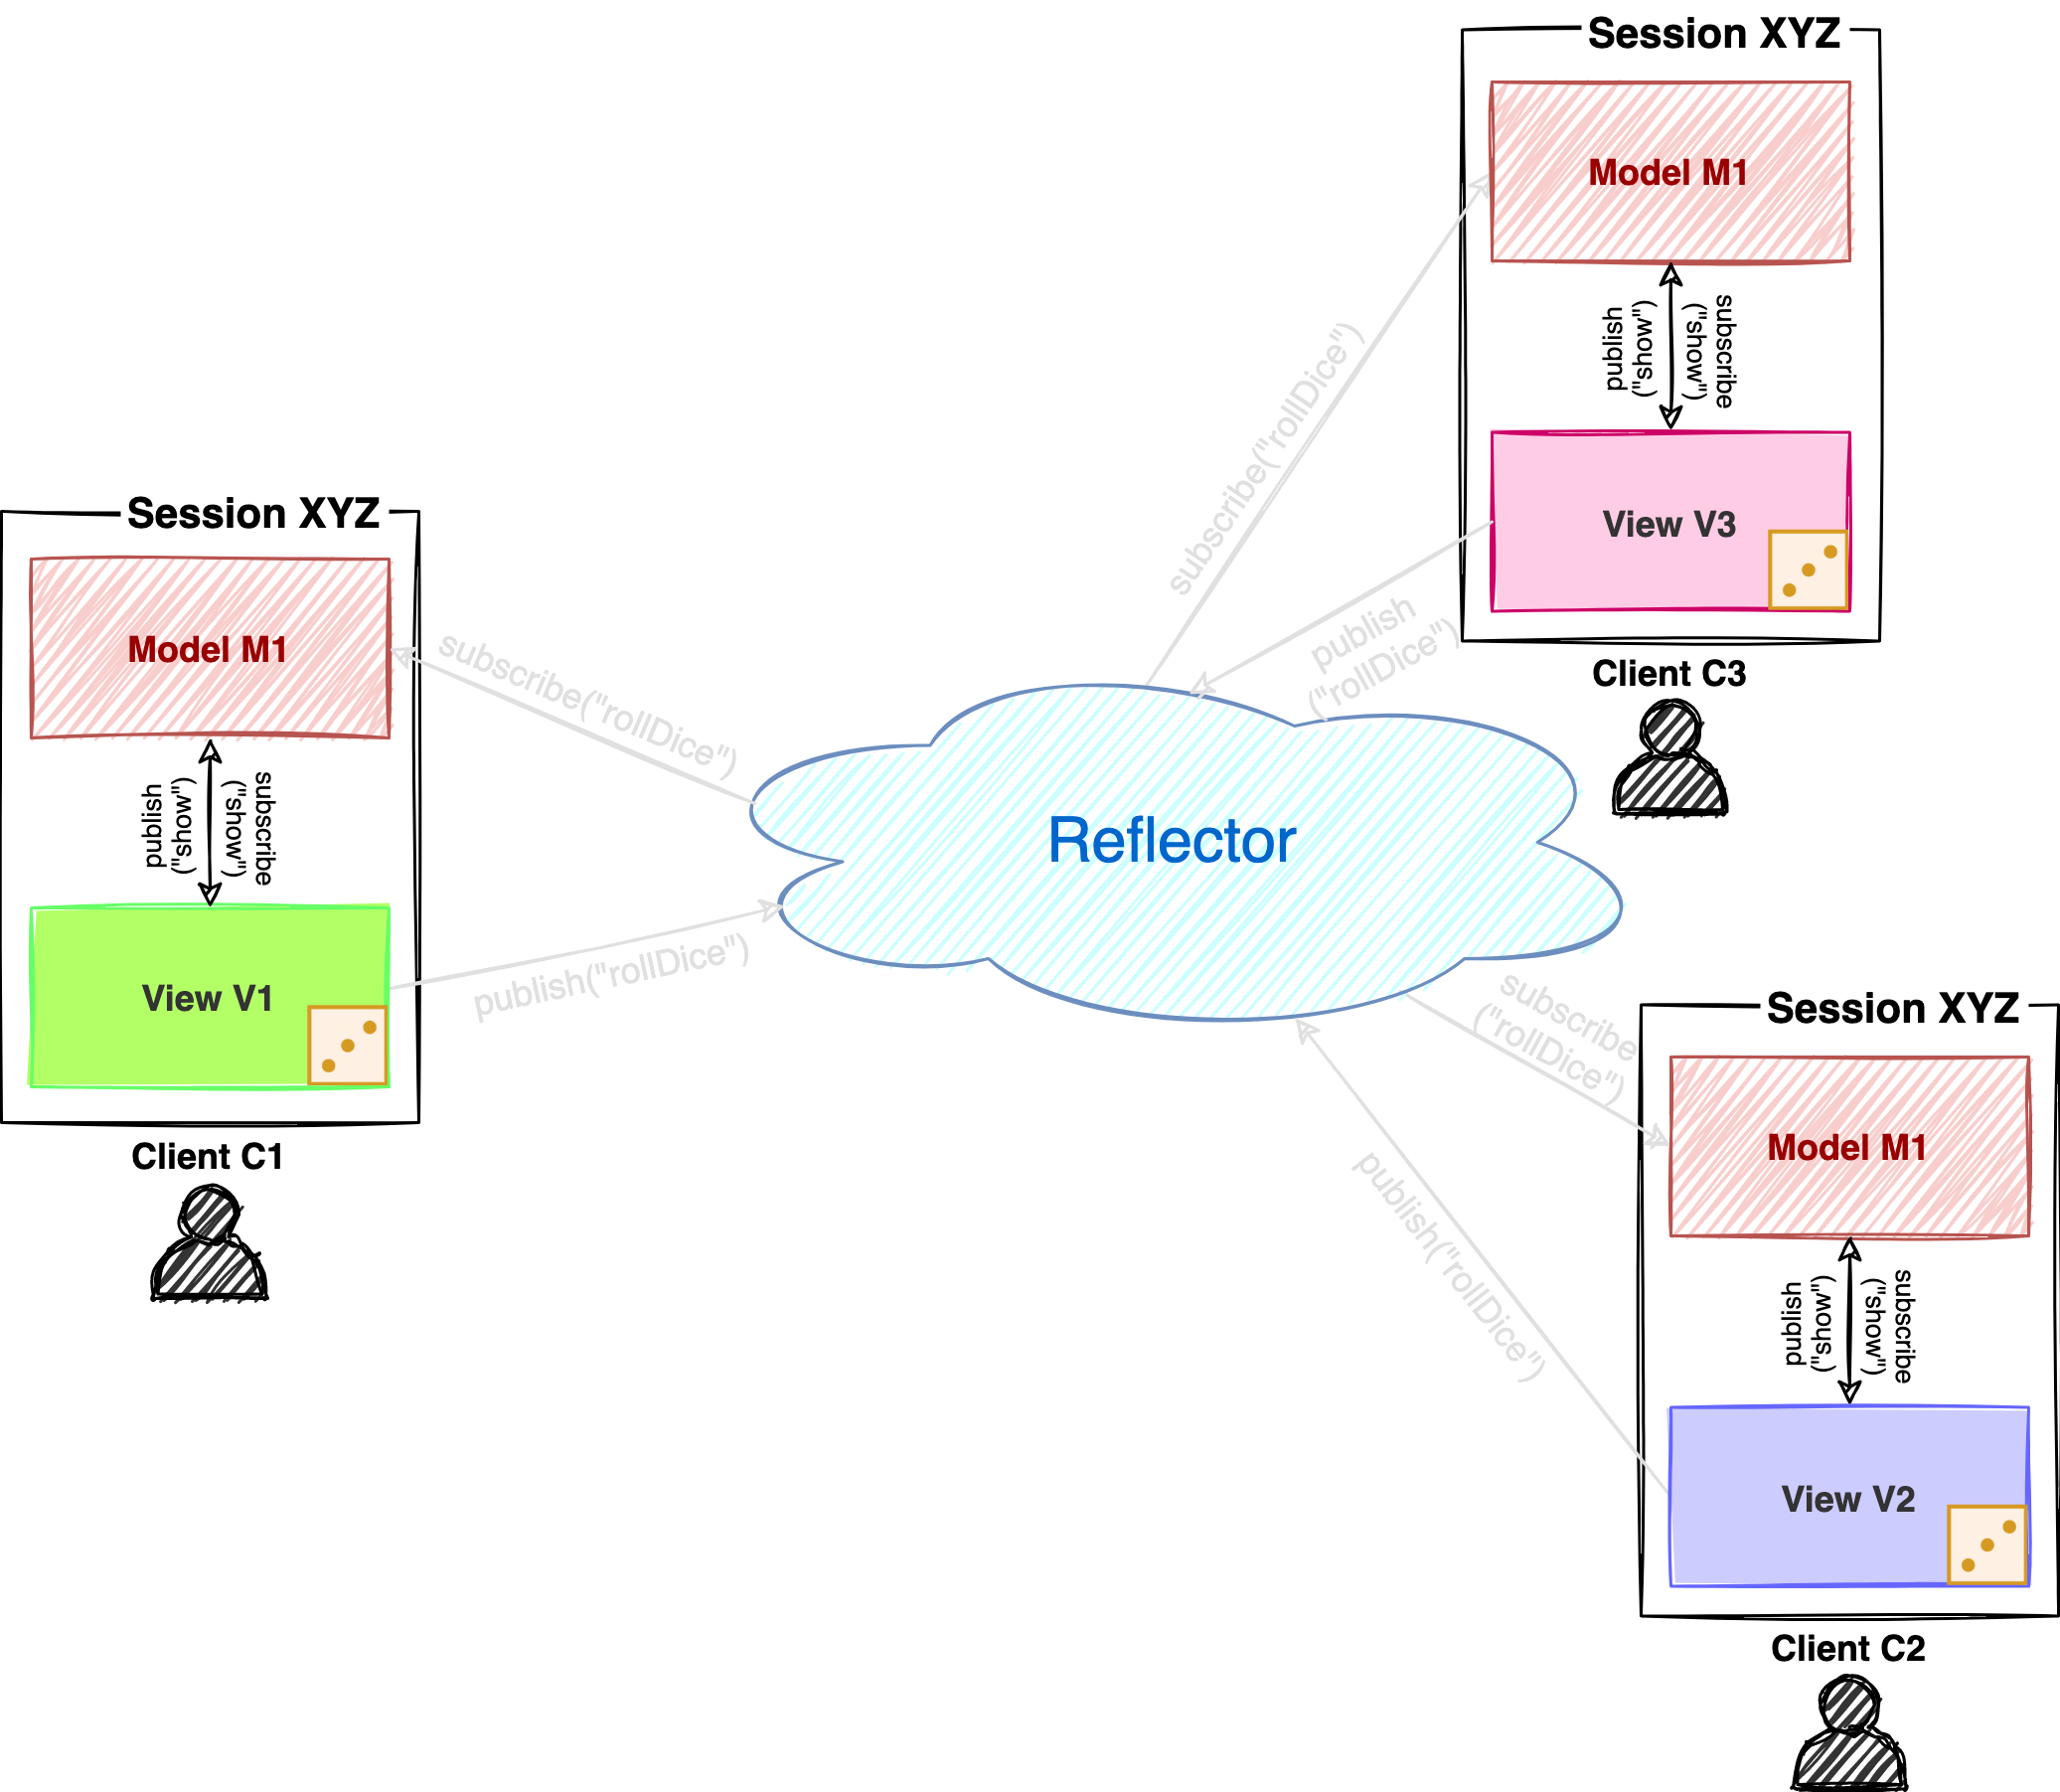 Session XYZ
Model M1
publish
("show")
subscribe
("show")
View V3
Client C3
subscribe("rollDice")
publish
("rollDice")
Session XYZ
Model M1
publish
("show")
subscribe
("show")
View V1
Client C1
subscribe("rollDice")
publish("rollDice")
Reflector
subscribe
("rollDice")
publish("rollDice")
Session XYZ
Model M1
publish
("show")
subscribe
("show")
View V2
Client C2